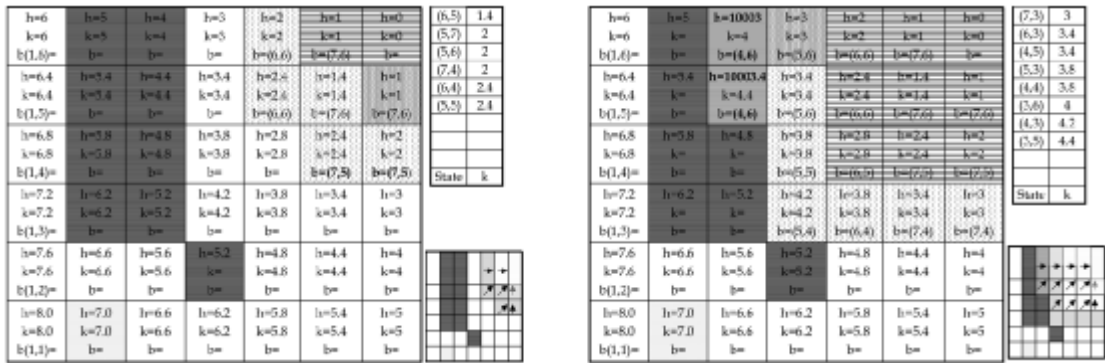 h=6 h=5 h=4 h=3 h=2 h=1 h=0
k=6 k=5 k=4 k=3 k=2 k=1 k=0
b(1,6)= b= b= b= b=(6,6) b=(7,6) b=
h=6.4 h=5.4 h=4.4 h=3.4 h=2.4 h=1.4 h=1
k=6.4 k=5.4 k=4.4 k=3.4 k=2.4 k=1.4 k=1
b(1,5)= b= b= b= b=(6,6) b=(7,6) b=(7,6)
h=6.8 h=5.8 h=4.8 h=3.8 h=2.8 h=2.4 h=2
k=6.8 k=5.8 k=4.8 k=3.8 k=2.8 k=2.4 k=2
b(1,4)= b= b= b= b= b=(7,5) b=(7,5)
h=7.2 h=6.2 h=5.2 h=4.2 h=3.8 h=3.4 h=3
k=7.2 k=6.2 k=5.2 k=4.2 k=3.8 k=3.4 k=3
b(1,3)= b= b= b= b= b= b=
h=7.6 h=6.6 h=5.6 h=5.2 h=4.8 h=4.4 h=4
k=7.6 k=6.6 k=5.6 k= k=4.8 k=4.4 k=4
b(1,2)= b= b= b= b= b= b=
h=8.0 h=7.0 h=6.6 h=6.2 h=5.8 h=5.4 h=5
k=8.0 k=7.0 k=6.6 k=6.2 k=5.8 k=5.4 k=5
b(1,1)= b= b= b= b= b= b=
(6,5) 1.4
(5,7) 2
(5,6) 2
(7,4) 2
(6,4) 2.4
(5,5) 2.4
State k
h=6 h=5 h=10003 h=3 h=2 h=1 h=0
k=6 k= k=4 k=3 k=2 k=1 k=0
b(1,6)= b= b=(4,6) b=(5,6) b=(6,6) b=(7,6) b=
h=6.4 h=5.4 h=10003.4 h=3.4 h=2.4 h=1.4 h=1
k=6.4 k= k=4.4 k=3.4 k=2.4 k=1.4 k=1
b(1,5)= b= b=(4,6) b=(5,6) b=(6,6) b=(7,6) b=(7,6)
h=6.8 h=5.8 h=4.8 h=3.8 h=2.8 h=2.4 h=2
k=6.8 k= k= k=3.8 k=2.8 k=2.4 k=2
b(1,4)= b= b= b=(5,5) b=(6,5) b=(7,5) b=(7,5)
h=7.2 h=6.2 h=5.2 h=4.2 h=3.8 h=3.4 h=3
k=7.2 k= k= k=4.2 k=3.8 k=3.4 k=3
b(1,3)= b= b= b=(5,4) b=(6,4) b=(7,4) b=(7,4)
h=7.6 h=6.6 h=5.6 h=5.2 h=4.8 h=4.4 h=4
k=7.6 k=6.6 k=5.6 k=5.2 k=4.8 k=4.4 k=4
b(1,2)= b= b= b= b= b= b=
h=8.0 h=7.0 h=6.6 h=6.2 h=5.8 h=5.4 h=5
k=8.0 k=7.0 k=6.6 k=6.2 k=5.8 k=5.4 k=5
b(1,1)= b= b= b= b= b= b=
(7,3) 3
(6,3) 3.4
(4,5) 3.4
(5,3) 3.8
(4,4) 3.8
(3,6) 4
(4,3) 4.2
(3,5) 4.4
State k